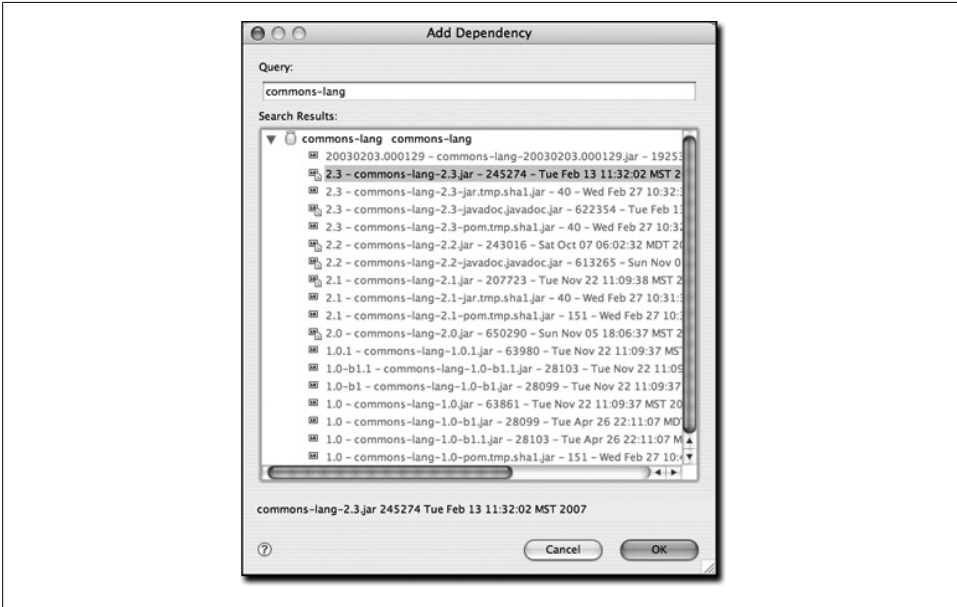 Add Dependency
Query:
commons-lang
Search Results:
commons-lang commons-lang
20030203.000129 – commons-lang-20030203.000129.jar – 19253
2.3 – commons-lang-2.3.jar – 245274 – Tue Feb 13 11:32:02 MST 2
2.3 – commons-lang-2.3-jar.tmp.sha1.jar – 40 – Wed Feb 27 10:32:
2.3 – commons-lang-2.3-javadoc.javadoc.jar – 622354 – Tue Feb 1
2.3 – commons-lang-2.3-pom.tmp.sha1.jar – 40 – Wed Feb 27 10:3
2.2 – commons-lang-2.2.jar – 243016 – Sat Oct 07 06:02:32 MDT 20
2.2 – commons-lang-2.2-javadoc.javadoc.jar – 613265 – Sun Nov 0
2.1 – commons-lang-2.1.jar – 207723 – Tue Nov 22 11:09:38 MST 2
2.1 – commons-lang-2.1-jar.tmp.sha1.jar – 40 – Wed Feb 27 10:31:
2.1 – commons-lang-2.1-pom.tmp.sha1.jar – 151 – Wed Feb 27 10:
2.0 – commons-lang-2.0.jar – 650290 – Sun Nov 05 18:06:37 MST 2
1.0.1 – commons-lang-1.0.1.jar – 63980 – Tue Nov 22 11:09:37 MS
1.0-b1.1 – commons-lang-1.0-b1.1.jar – 28103 – Tue Nov 22 11:09
1.0-b1 – commons-lang-1.0-b1.jar – 28099 – Tue Nov 22 11:09:37
1.0 – commons-lang-1.0.jar – 63861 – Tue Nov 22 11:09:37 MST 20
1.0 – commons-lang-1.0-b1.jar – 28099 – Tue Apr 26 22:11:07 MD
1.0 – commons-lang-1.0-b1.1.jar – 28103 – Tue Apr 26 22:11:07 M
1.0 – commons-lang-1.0-pom.tmp.sha1.jar – 151 – Wed Feb 27 10:
commons-lang-2.3.jar 245274 Tue Feb 13 11:32:02 MST 2007
? Cancel OK